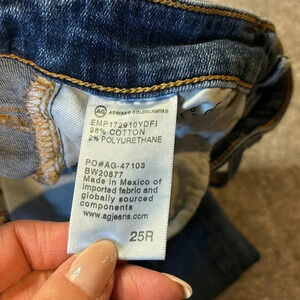 AG ADRIANO GOLDSCHMIED
EMP172910YDFI
98% COTTON
2% POLYURETHANE
PO#AG-47103
BW20877
Made in Mexico of
imported fabric and
globally sourced
components
www.agjeans.com
25R